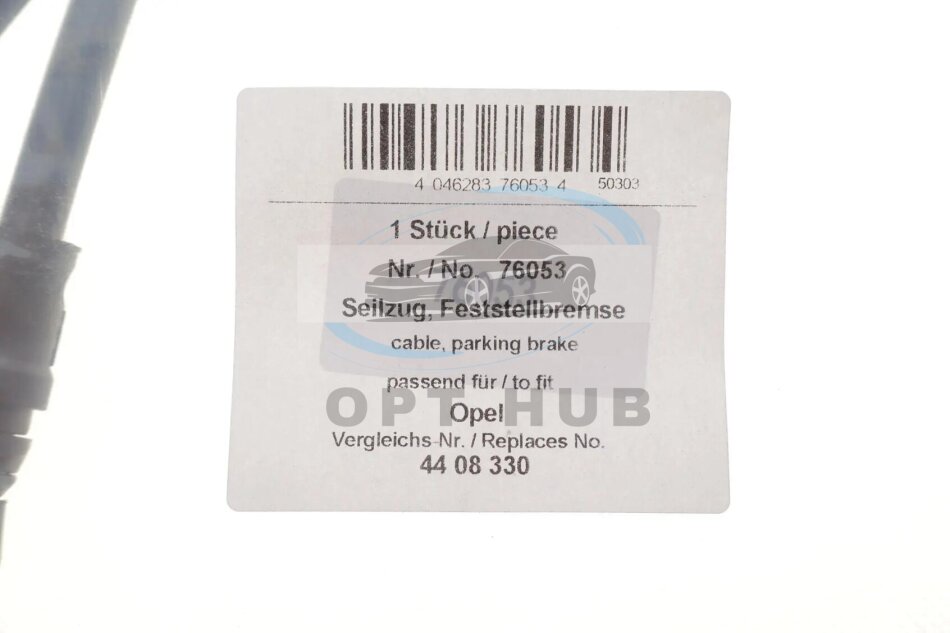 4 046283 76053 4 50303
1 Stück / piece
Nr. / No. 76053
76053
Seilzug, Feststellbremse
cable, parking brake
passend für / to fit
OPT HUB
Opel
Vergleichs-Nr. / Replaces No.
44 08 330